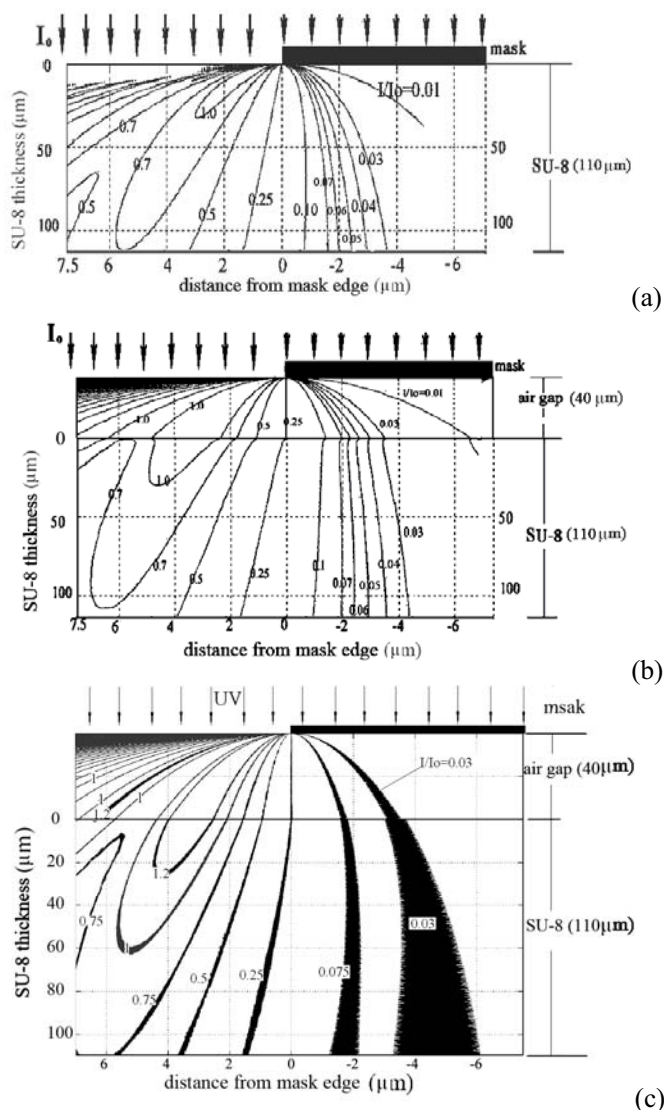 I₀
mask
0
I/Io=0.01
1.0
0.7
0.03
50
0.7
50
0.07
0.5
0.5
0.25
0.10
0.06
0.04
100
0.05
100
7.5 6 4 2 0 -2 -4 -6
distance from mask edge (µm)
SU-8 thickness (µm)
SU-8 (110 µm)
(a)
I₀
mask
I/Io=0.01
air gap (40 µm)
1.0
1.0
0.5
0.25
0.03
0
0.7
1.0
50
50
0.03
0.7
0.5
0.25
0.1
0.07
0.05
0.04
100
0.06
100
7.5 6 4 2 0 -2 -4 -6
distance from mask edge (µm)
SU-8 thickness (µm)
SU-8 (110 µm)
(b)
UV
msak
I/Io=0.03
air gap (40µm)
1
1
1.2
1
0
20
1.2
40
0.75
60
1
0.03
SU-8 (110µm)
80
0.75
0.5
0.25
0.075
100
6 4 2 0 -2 -4 -6
distance from mask edge (µm)
SU-8 thickness (µm)
(c)